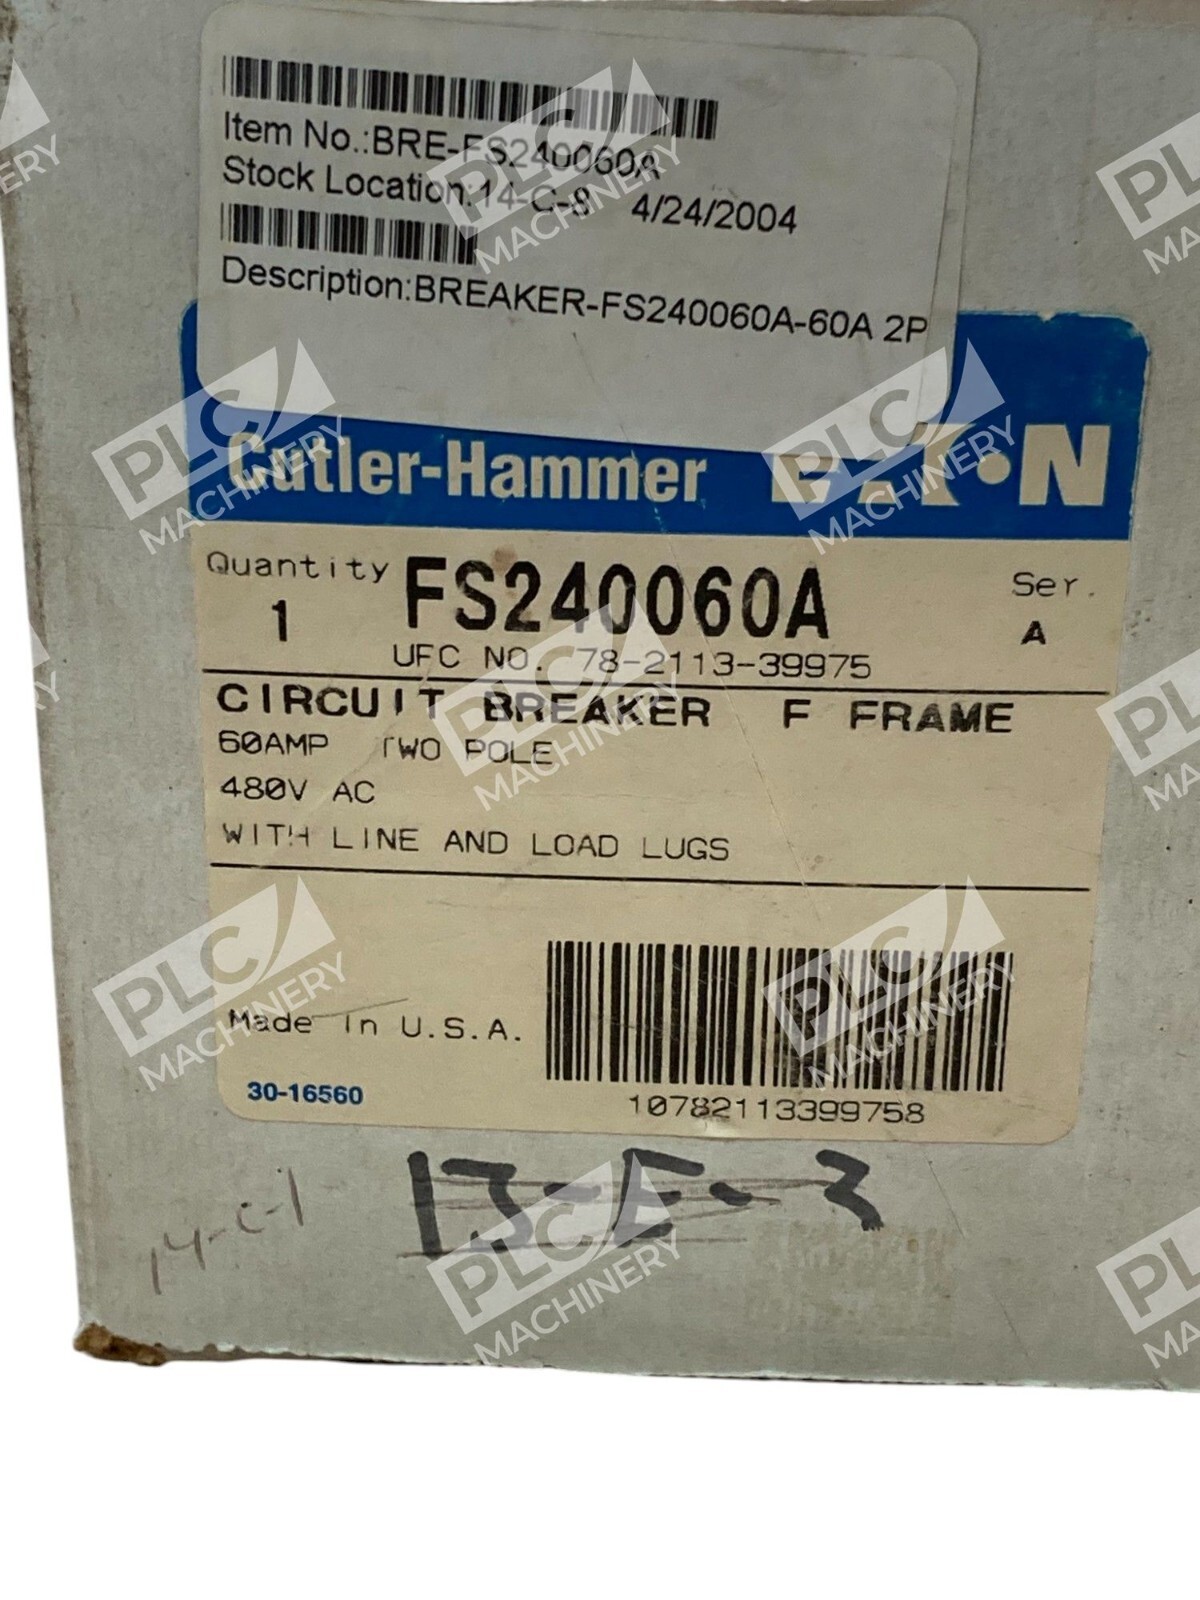 Item No.:BRE-FS240060A
Stock Location:14-C-8 4/24/2004
Description:BREAKER-FS240060A-60A 2P
Cutler-Hammer EATON
Quantity FS240060A Ser.
1 A
UFC NO. 78-2113-39975
CIRCUIT BREAKER F FRAME
60AMP TWO POLE
480V AC
WITH LINE AND LOAD LUGS
Made in U.S.A.
30-16560
10782113399758
14-C-1
13-E-3
PLC MACHINERY